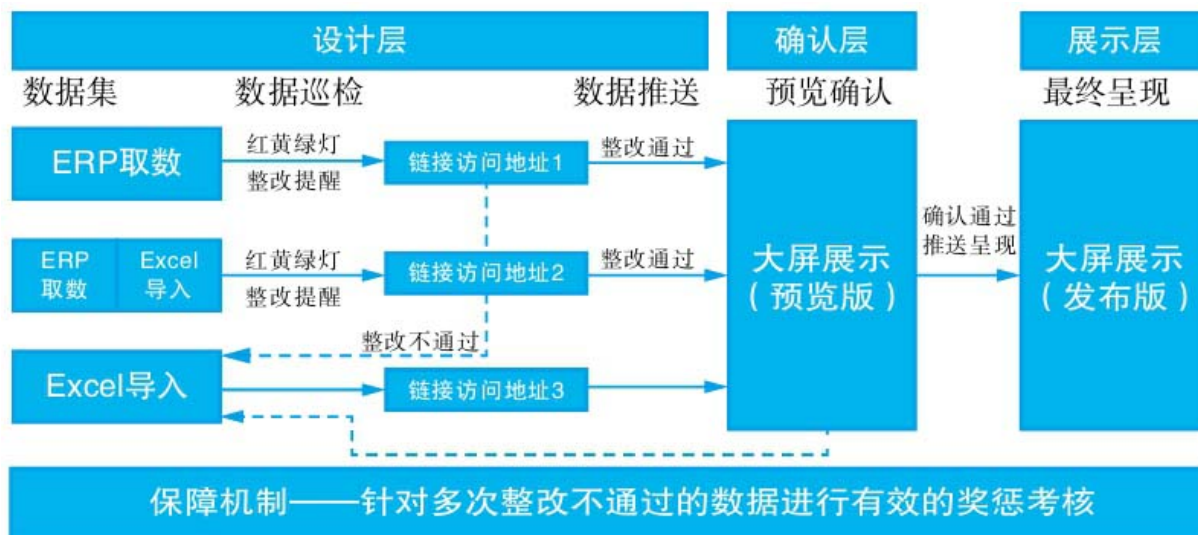 设计层
确认层
展示层
数据集
数据巡检
数据推送
预览确认
最终呈现
ERP取数
红黄绿灯
整改提醒
链接访问地址1
整改通过
ERP
取数
Excel
导入
红黄绿灯
整改提醒
链接访问地址2
整改通过
整改不通过
Excel导入
链接访问地址3
大屏展示
（预览版）
确认通过
推送呈现
大屏展示
（发布版）
保障机制——针对多次整改不通过的数据进行有效的奖惩考核